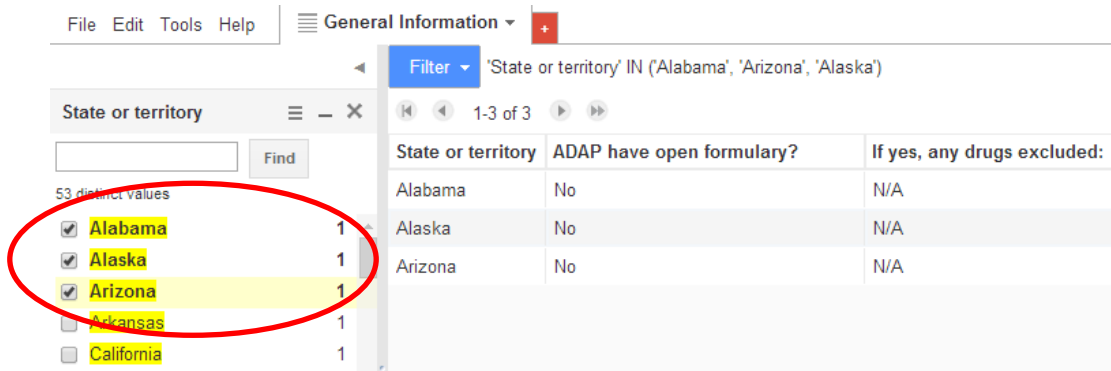 File Edit Tools Help
General Information
+
Filter 'State or territory' IN ('Alabama', 'Arizona', 'Alaska')
State or territory
1-3 of 3
Find
53 distinct values
Alabama 1
Alaska 1
Arizona 1
Arkansas 1
California 1
State or territory ADAP have open formulary? If yes, any drugs excluded:
Alabama No N/A
Alaska No N/A
Arizona No N/A